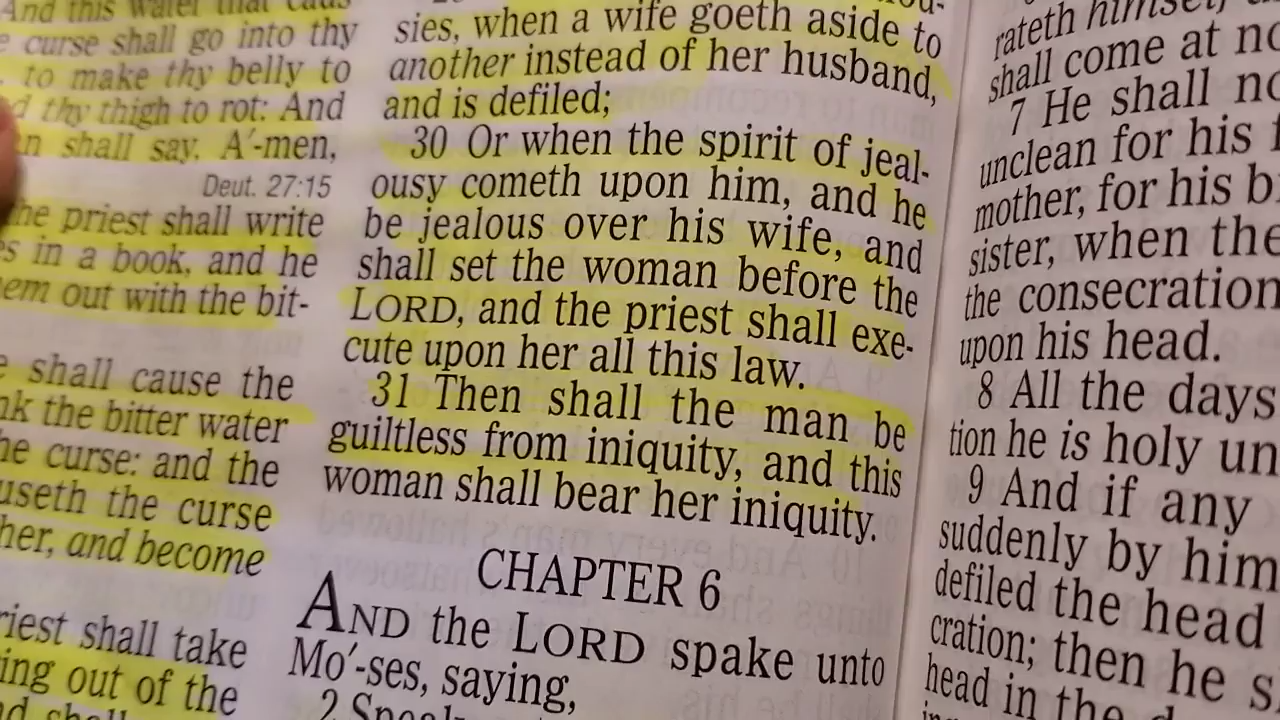 And this water that
curse shall go into thy
to make thy belly to
thy thigh to rot: And
shall say, A′-men,
Deut. 27:15
priest shall write
in a book, and he
out with the bit-
shall cause the
the bitter water
curse: and the
the curse
her, and become
shall take
out of the
sies, when a wife goeth aside to
another instead of her husband,
and is defiled;
30 Or when the spirit of jeal-
ousy cometh upon him, and he
be jealous over his wife, and
shall set the woman before the
LORD, and the priest shall exe-
cute upon her all this law.
31 Then shall the man be
guiltless from iniquity, and this
woman shall bear her iniquity.
CHAPTER 6
AND the LORD spake unto
Mo′-ses, saying,
2
rateth himself
shall come at no
7 He shall no
unclean for his
mother, for his
sister, when the
the consecration
upon his head.
8 All the days
tion he is holy un
9 And if any
suddenly by him
defiled the head
cration; then he
head in the